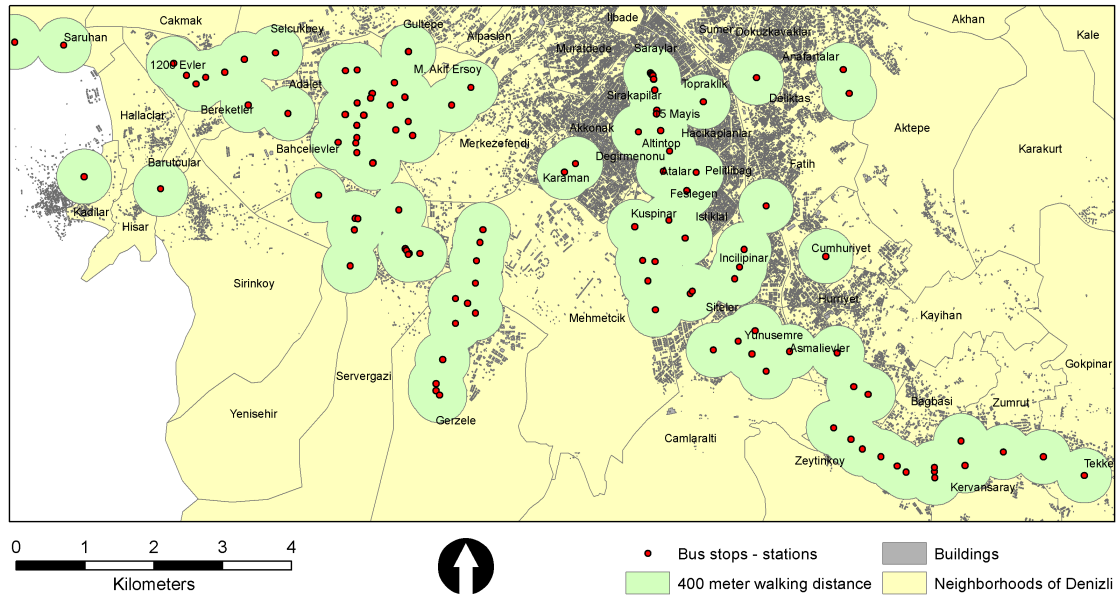 Ilbade
Cakmak
Akhan
Gultepe
Selcukbey
Sumer
Dokuzkavaklar
Kale
Saruhan
Alpaslan
Muratdede
Saraylar
Anafartalar
1200 Evler
M. Akif Ersoy
Adalet
Topraklik
Sirakapilar
Deliktas
Bereketler
Hallaclar
15 Mayis
Akkonak
Hacikaplanlar
Aktepe
Merkezefendi
Altintop
Bahcelievler
Karakurt
Degirmenonu
Barutcular
Fatih
Atalar
Pelitlibag
Karaman
Feslegen
Kadilar
Kuspinar
Istiklal
Hisar
Cumhuriyet
Incilipinar
Sirinkoy
Hurriyet
Siteler
Mehmetcik
Kayihan
Yunusemre
Asmalievler
Gokpinar
Servergazi
Bagbasi
Zumrut
Yenisehir
Gerzele
Camlaralti
Zeytinkoy
Tekke
Kervansaray
0 1 2 3 4
Kilometers
Bus stops - stations
400 meter walking distance
Buildings
Neighborhoods of Denizli